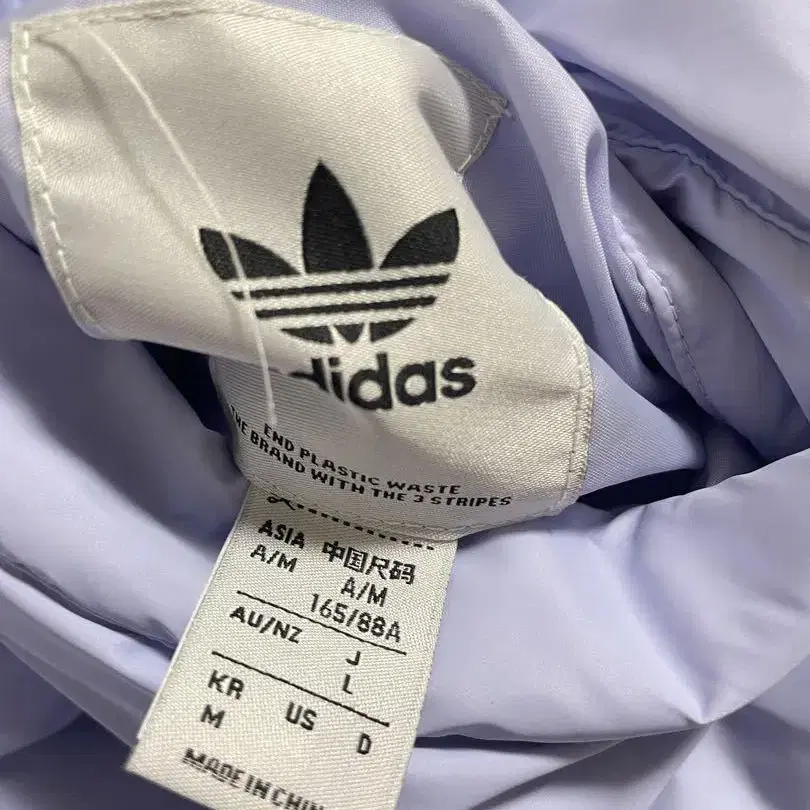 adidas
END PLASTIC WASTE
THE BRAND WITH THE 3 STRIPES
ASIA 中国尺码
A/M A/M
165/88A
AU/NZ J
L
KR US D
M
MADE IN CHIN